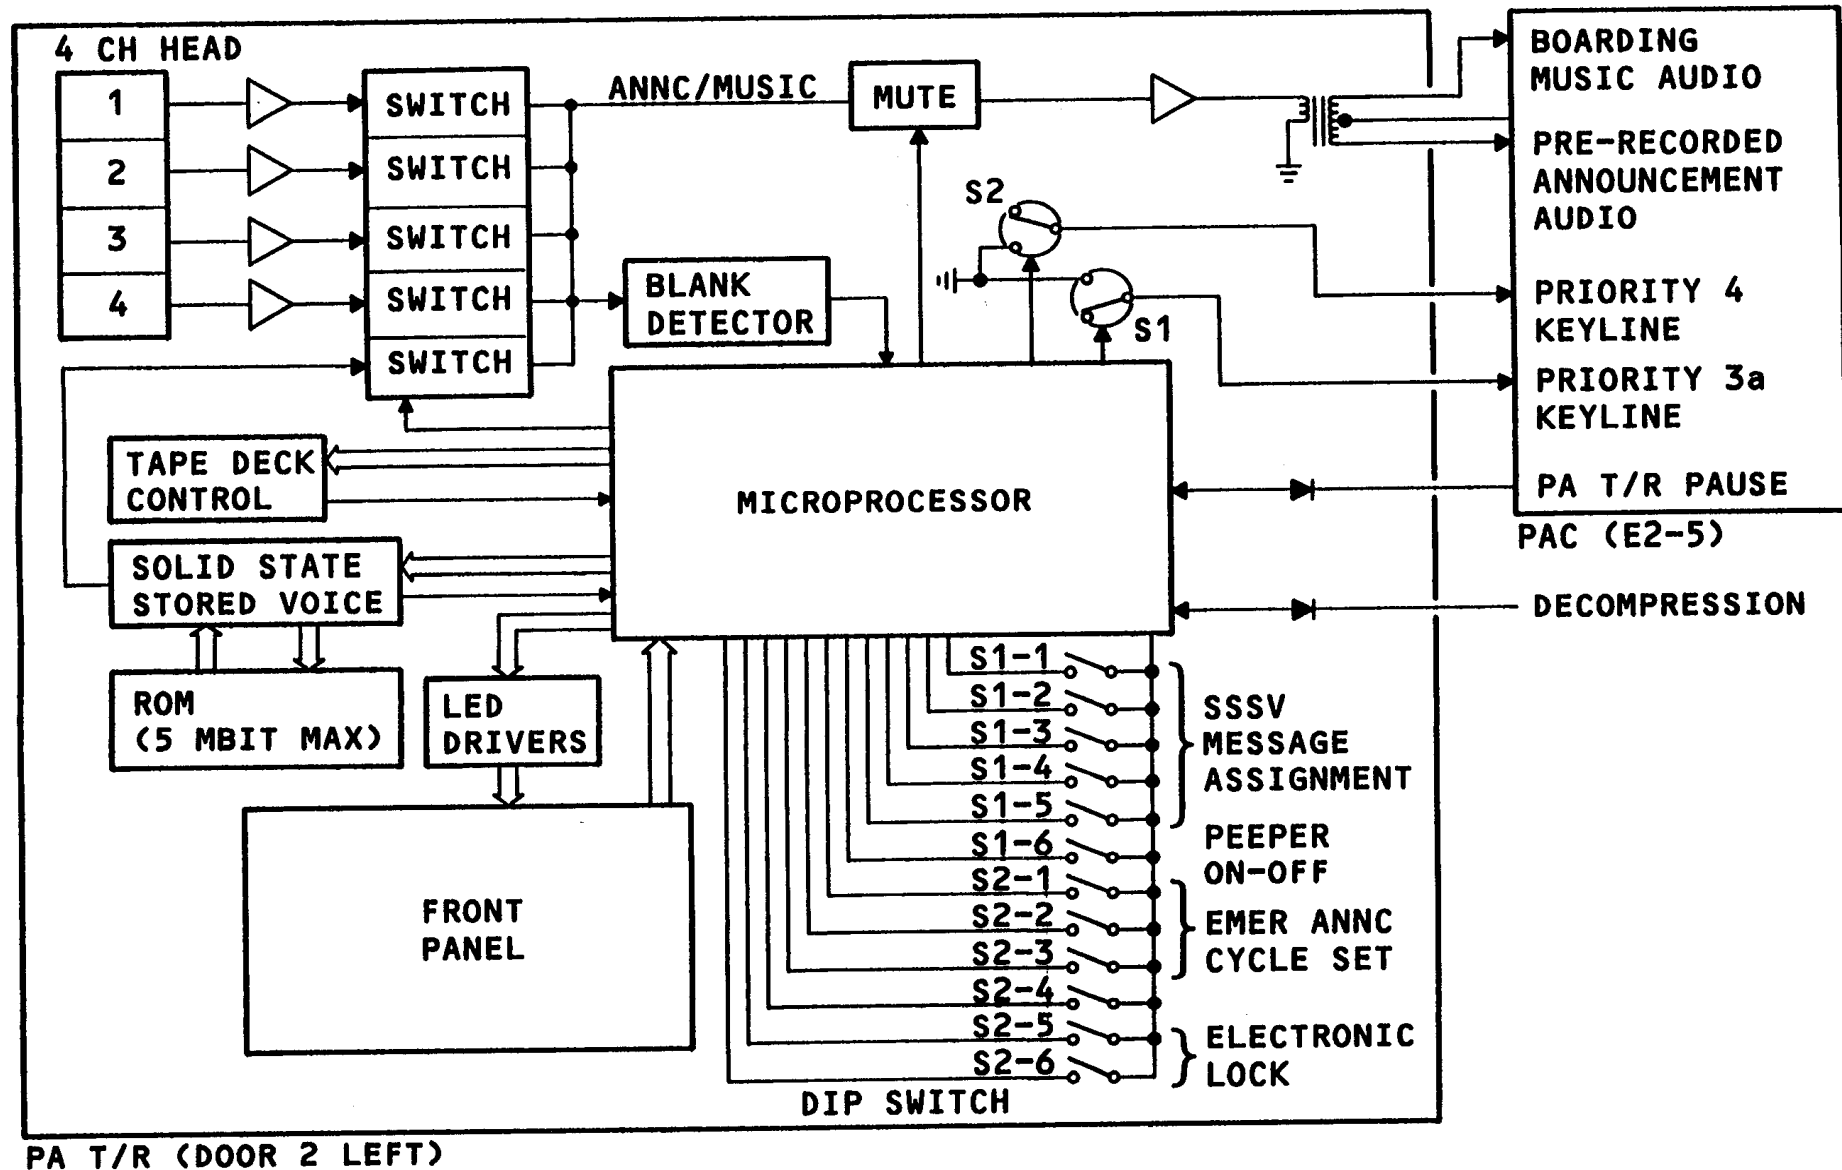 4 CH HEAD
1
2
3
4
SWITCH
SWITCH
SWITCH
SWITCH
SWITCH
ANNC/MUSIC
MUTE
BLANK
DETECTOR
S2
S1
BOARDING
MUSIC AUDIO
PRE-RECORDED
ANNOUNCEMENT
AUDIO
PRIORITY 4
KEYLINE
PRIORITY 3a
KEYLINE
PA T/R PAUSE
PAC (E2-5)
DECOMPRESSION
TAPE DECK
CONTROL
MICROPROCESSOR
SOLID STATE
STORED VOICE
ROM
(5 MBIT MAX)
LED
DRIVERS
FRONT
PANEL
S1-1
S1-2
S1-3
S1-4
S1-5
S1-6
S2-1
S2-2
S2-3
S2-4
S2-5
S2-6
SSSV
MESSAGE
ASSIGNMENT
PEEPER
ON-OFF
EMER ANNC
CYCLE SET
ELECTRONIC
LOCK
DIP SWITCH
PA T/R (DOOR 2 LEFT)